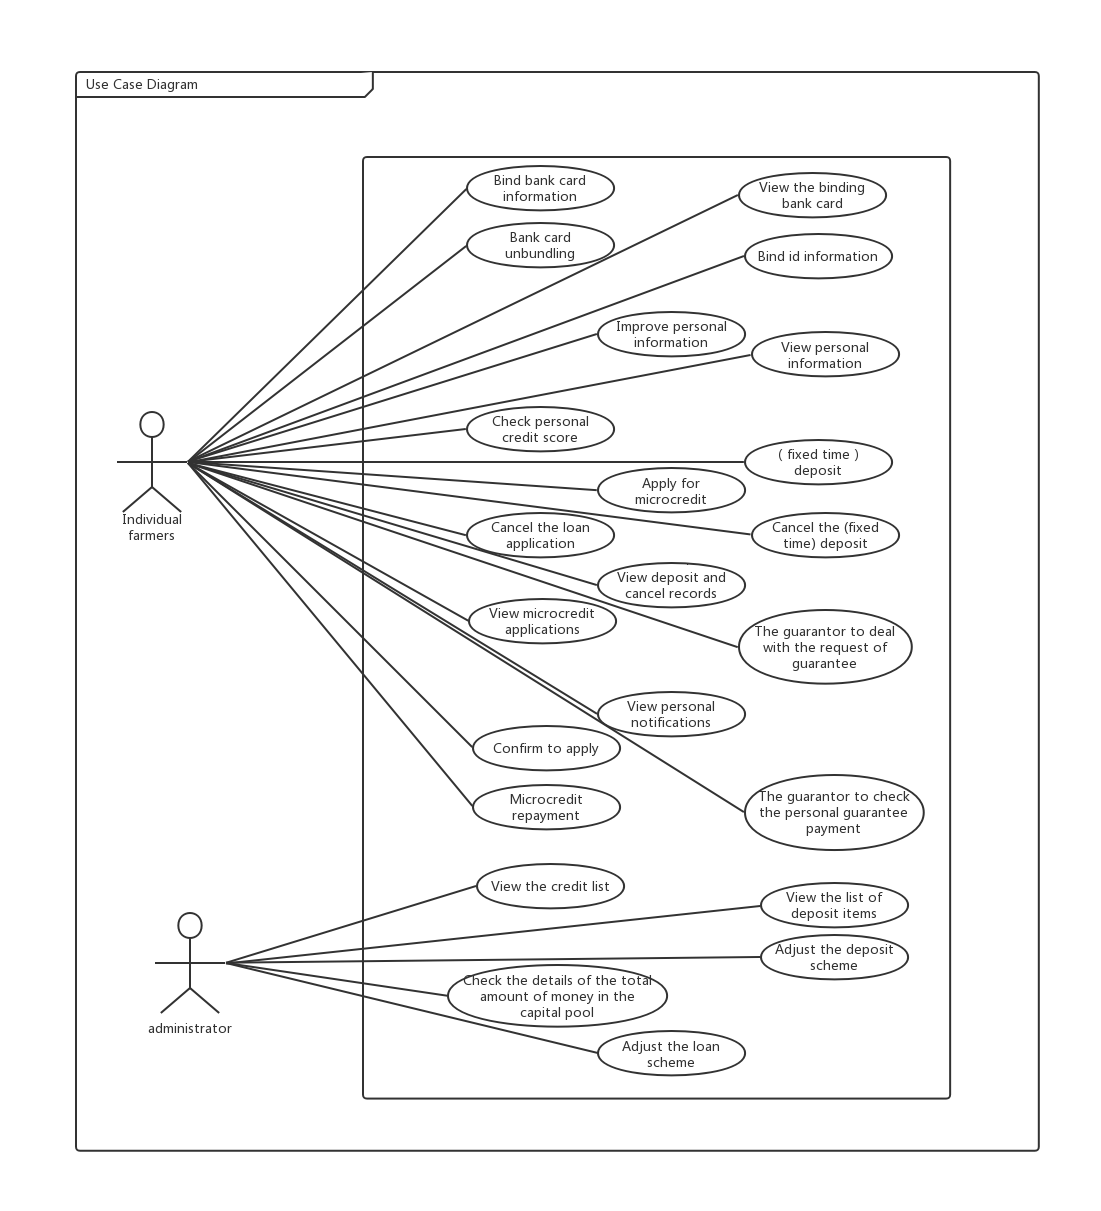 Use Case Diagram
Bind bank card
information
View the binding
bank card
Bank card
unbundling
Bind id information
Improve personal
information
View personal
information
Check personal
credit score
( fixed time )
deposit
Apply for
microcredit
Individual
farmers
Cancel the loan
application
Cancel the (fixed
time) deposit
View deposit and
cancel records
View microcredit
applications
The guarantor to deal
with the request of
guarantee
View personal
notifications
Confirm to apply
Microcredit
repayment
The guarantor to check
the personal guarantee
payment
View the credit list
View the list of
deposit items
Adjust the deposit
scheme
Check the details of the total
amount of money in the
capital pool
administrator
Adjust the loan
scheme